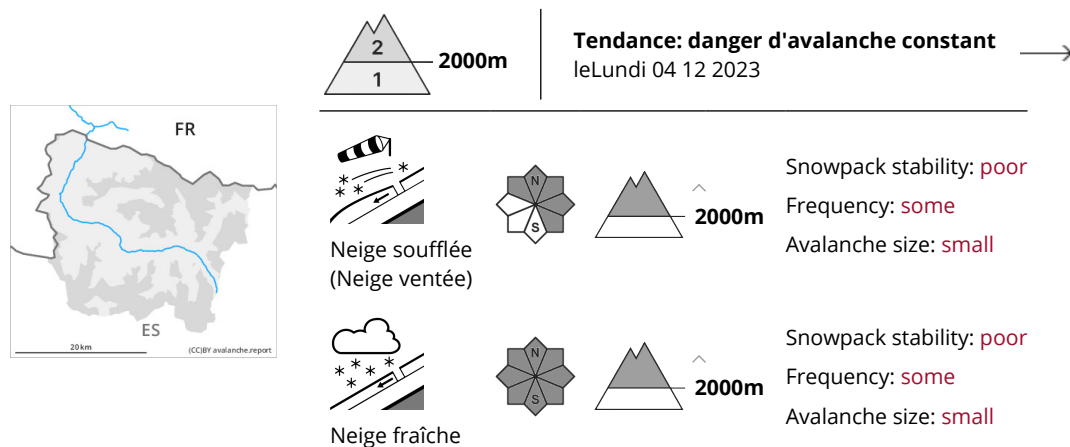 2
2000m
1
Tendance: danger d'avalanche constant
leLundi 04 12 2023
FR
ES
20 km
(CC)BY avalanche.report
N
S
2000m
Neige soufflée
(Neige ventée)
Snowpack stability: poor
Frequency: some
Avalanche size: small
N
S
2000m
Neige fraîche
Snowpack stability: poor
Frequency: some
Avalanche size: small